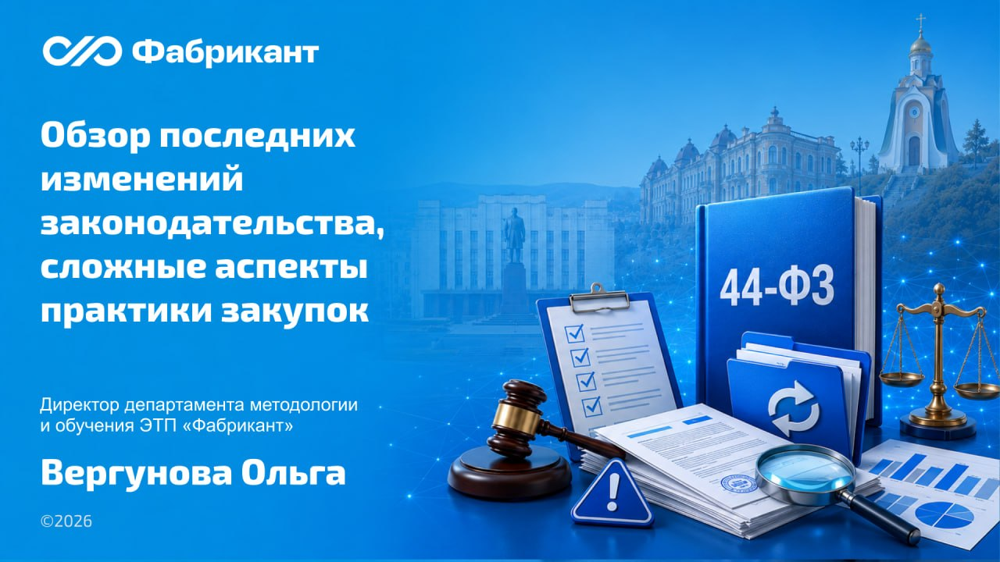 Фабрикант
Обзор последних
изменений
законодательства,
сложные аспекты
практики закупок
Директор департамента методологии
и обучения ЭТП «Фабрикант»
Вергунова Ольга
©2026
44-ФЗ